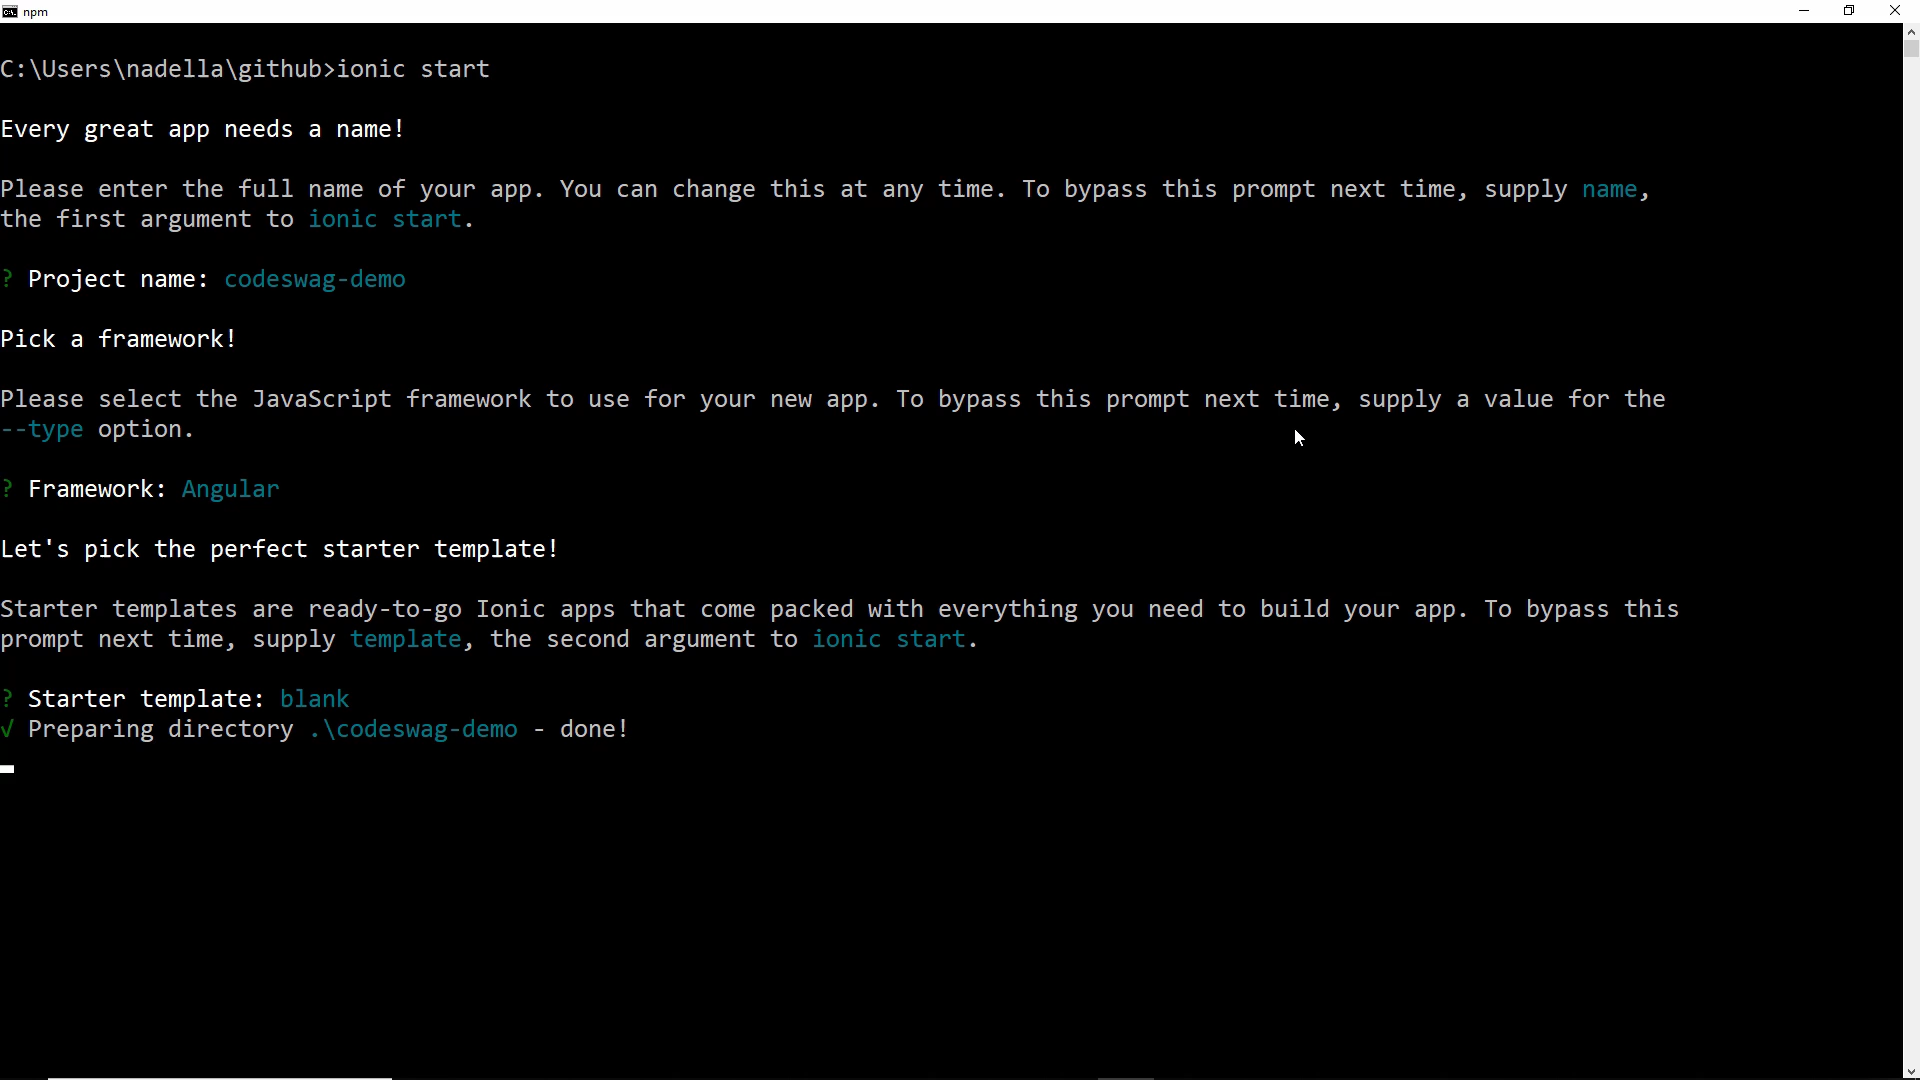 npm
C:\Users\nadella\github>ionic start
Every great app needs a name!
Please enter the full name of your app. You can change this at any time. To bypass this prompt next time, supply name,
the first argument to ionic start.
? Project name: codeswag-demo
Pick a framework!
Please select the JavaScript framework to use for your new app. To bypass this prompt next time, supply a value for the
--type option.
? Framework: Angular
Let's pick the perfect starter template!
Starter templates are ready-to-go Ionic apps that come packed with everything you need to build your app. To bypass this
prompt next time, supply template, the second argument to ionic start.
? Starter template: blank
√ Preparing directory .\codeswag-demo - done!